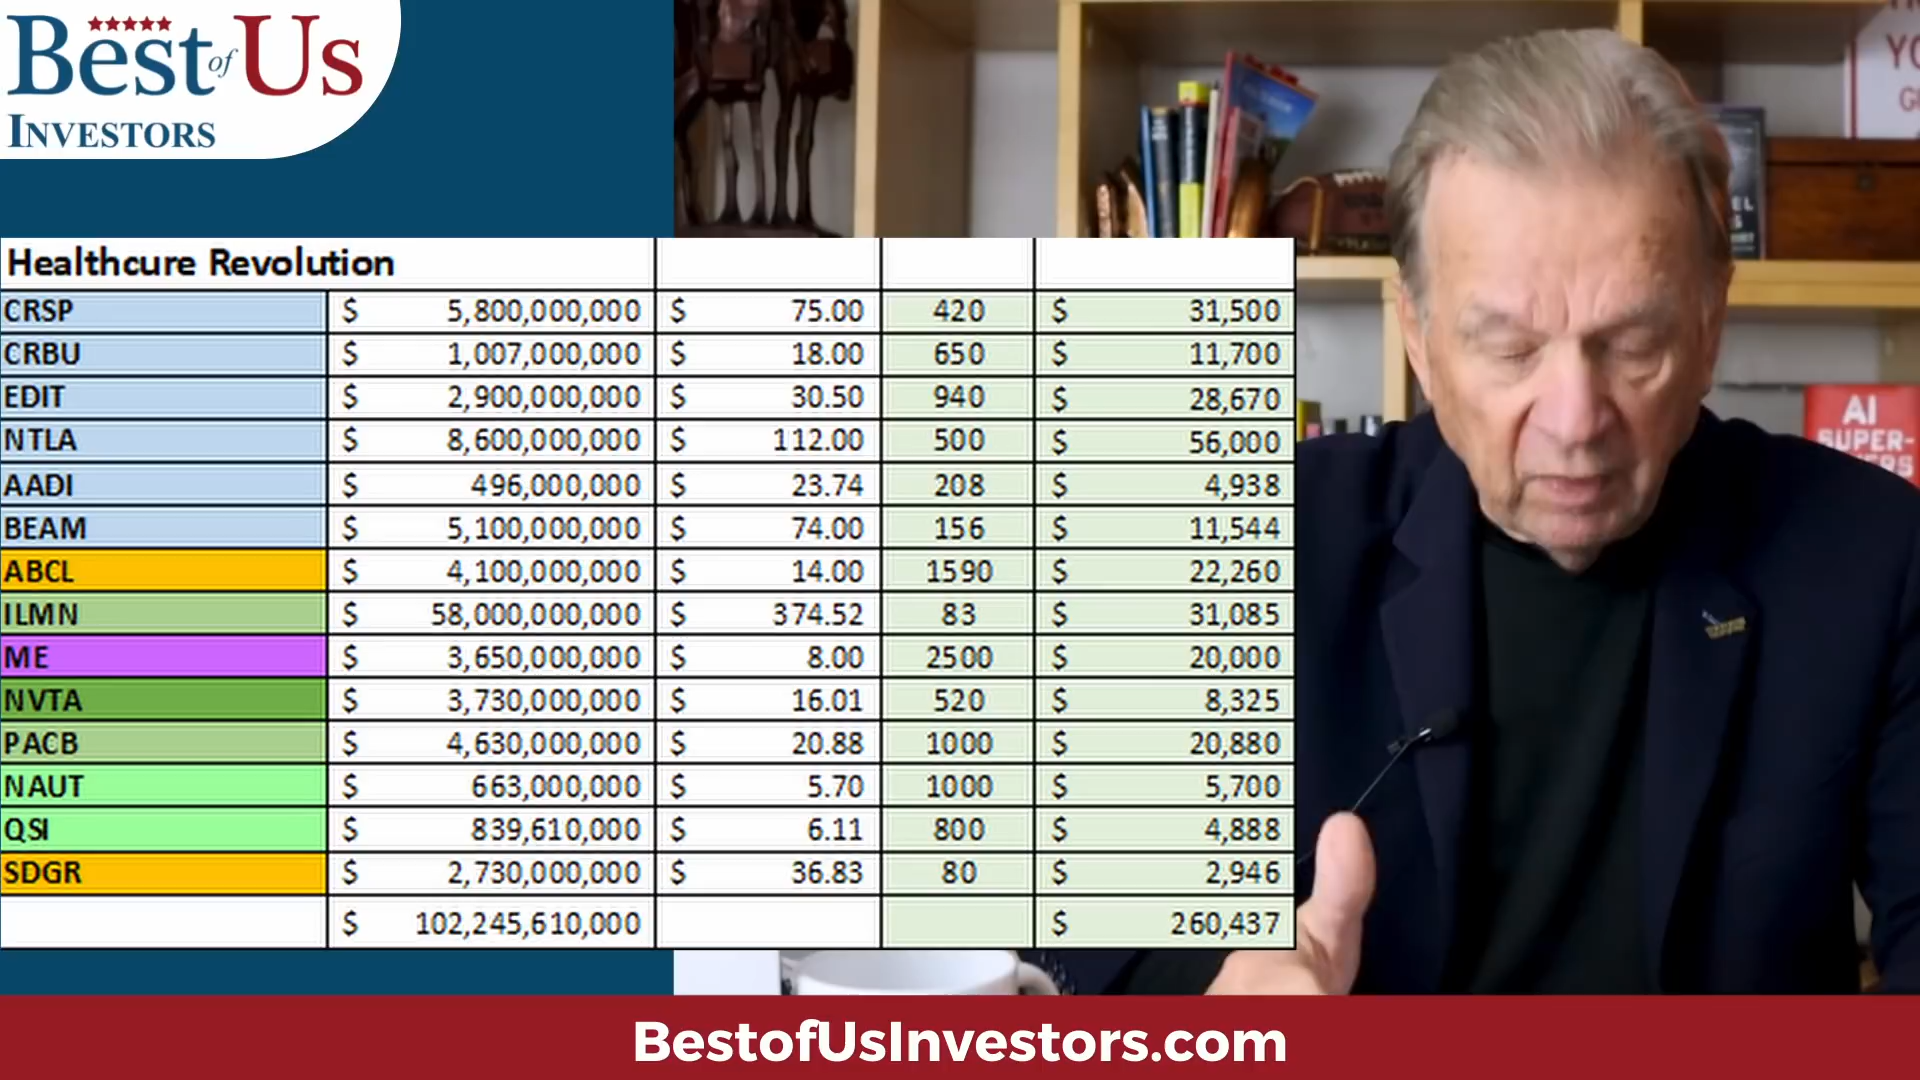 Best of Us
INVESTORS
Healthcure Revolution
CRSP $ 5,800,000,000 $ 75.00 420 $ 31,500
CRBU $ 1,007,000,000 $ 18.00 650 $ 11,700
EDIT $ 2,900,000,000 $ 30.50 940 $ 28,670
NTLA $ 8,600,000,000 $ 112.00 500 $ 56,000
AADI $ 496,000,000 $ 23.74 208 $ 4,938
BEAM $ 5,100,000,000 $ 74.00 156 $ 11,544
ABCL $ 4,100,000,000 $ 14.00 1590 $ 22,260
ILMN $ 58,000,000,000 $ 374.52 83 $ 31,085
ME $ 3,650,000,000 $ 8.00 2500 $ 20,000
NVTA $ 3,730,000,000 $ 16.01 520 $ 8,325
PACB $ 4,630,000,000 $ 20.88 1000 $ 20,880
NAUT $ 663,000,000 $ 5.70 1000 $ 5,700
QSI $ 839,610,000 $ 6.11 800 $ 4,888
SDGR $ 2,730,000,000 $ 36.83 80 $ 2,946
$ 102,245,610,000 $ 260,437
AI
SUPER-
BestofUsInvestors.com